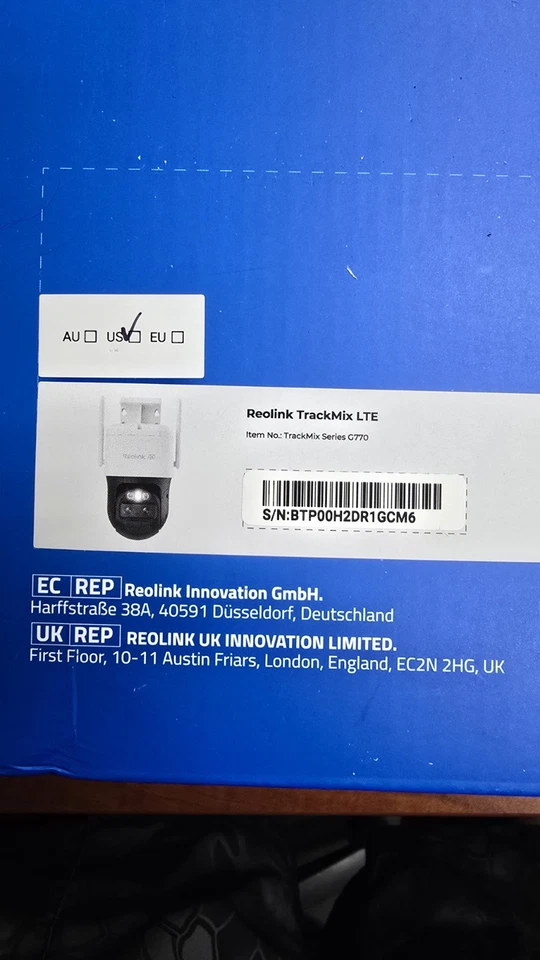 AU US EU
Reolink TrackMix LTE
Item No.: TrackMix Series G770
reolink
S/N:BTP00H2DR1GCM6
EC REP Reolink Innovation GmbH.
Harffstraße 38A, 40591 Düsseldorf, Deutschland
UK REP REOLINK UK INNOVATION LIMITED.
First Floor, 10-11 Austin Friars, London, England, EC2N 2HG, UK